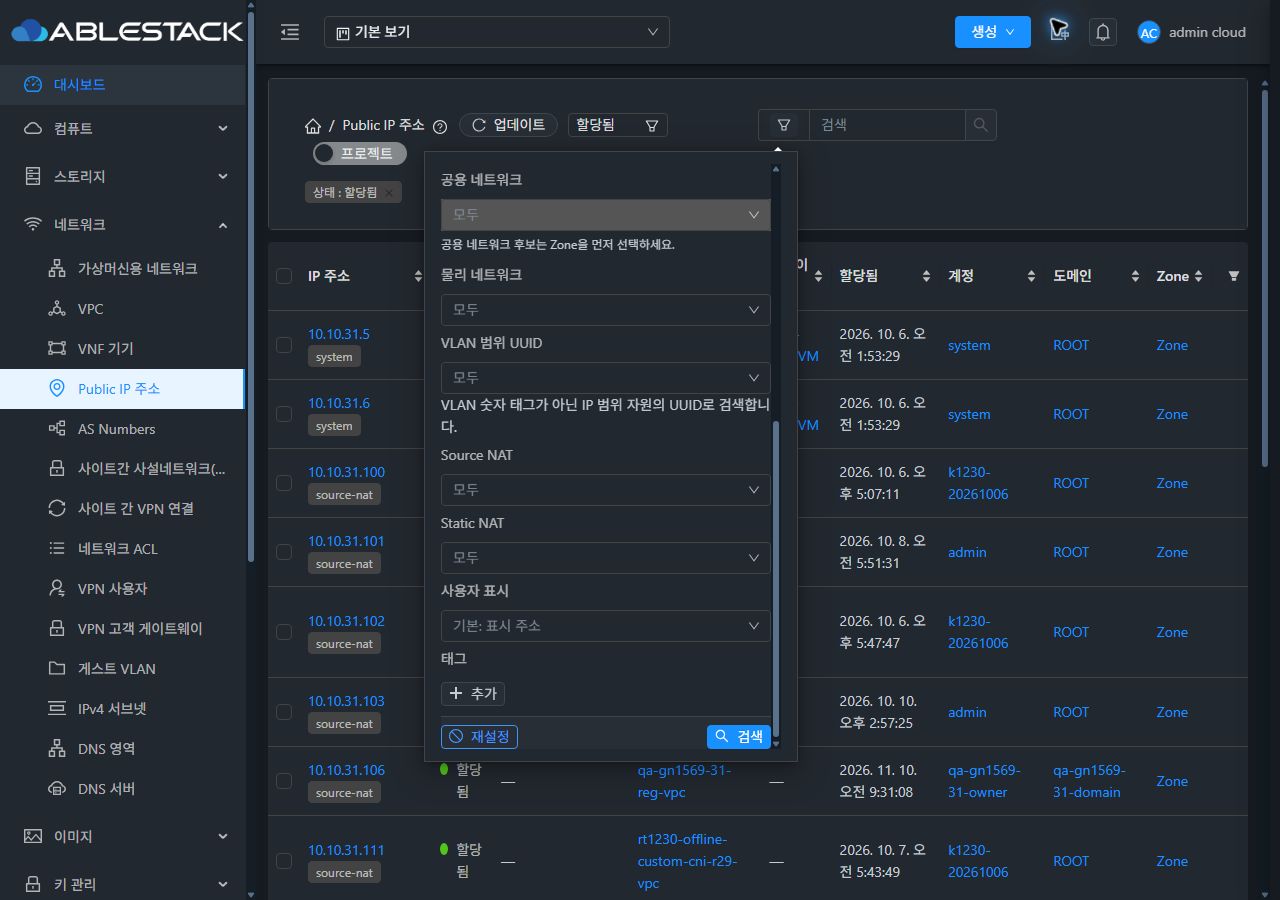 ABLESTACK
기본 보기
생성
AC
admin cloud
대시보드
컴퓨트
스토리지
네트워크
가상머신용 네트워크
VPC
VNF 기기
Public IP 주소
AS Numbers
사이트간 사설네트워크(...
사이트 간 VPN 연결
네트워크 ACL
VPN 사용자
VPN 고객 게이트웨이
게스트 VLAN
IPv4 서브넷
DNS 영역
DNS 서버
이미지
키 관리
/ Public IP 주소
업데이트
할당됨
검색
프로젝트
상태 : 할당됨
공용 네트워크
모두
공용 네트워크 후보는 Zone을 먼저 선택하세요.
물리 네트워크
모두
VLAN 범위 UUID
모두
VLAN 숫자 태그가 아닌 IP 범위 자원의 UUID로 검색합니
다.
Source NAT
모두
Static NAT
모두
사용자 표시
기본: 표시 주소
태그
추가
재설정
검색
IP 주소
이
할당됨
계정
도메인
Zone
10.10.31.5
system
VM
2026. 10. 6. 오
전 1:53:29
system
ROOT
Zone
10.10.31.6
system
VM
2026. 10. 6. 오
전 1:53:29
system
ROOT
Zone
10.10.31.100
source-nat
2026. 10. 6. 오
후 5:07:11
k1230-
20261006
ROOT
Zone
10.10.31.101
source-nat
2026. 10. 8. 오
전 5:51:31
admin
ROOT
Zone
10.10.31.102
source-nat
2026. 10. 6. 오
후 5:47:47
k1230-
20261006
ROOT
Zone
10.10.31.103
source-nat
2026. 10. 10.
오후 2:57:25
admin
ROOT
Zone
10.10.31.106
source-nat
할당
됨
—
qa-gn1569-31-
reg-vpc
—
2026. 11. 10.
오전 9:31:08
qa-gn1569-
31-owner
qa-gn1569-
31-domain
Zone
10.10.31.111
source-nat
할당
됨
—
rt1230-offline-
custom-cni-r29-
vpc
—
2026. 10. 7. 오
전 5:43:49
k1230-
20261006
ROOT
Zone